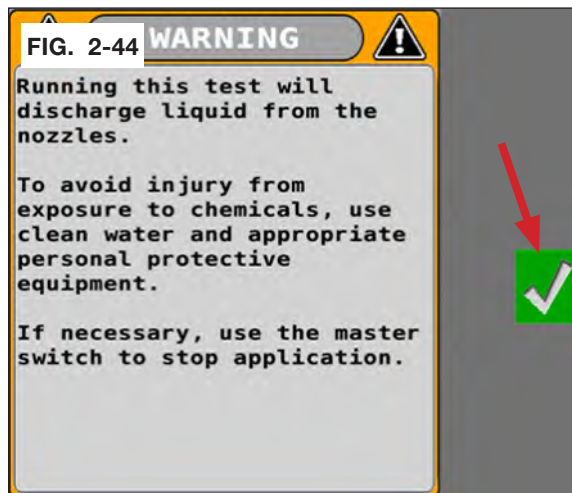 FIG. 2-44
WARNING
Running this test will
discharge liquid from the
nozzles.
To avoid injury from
exposure to chemicals, use
clean water and appropriate
personal protective
equipment.
If necessary, use the master
switch to stop application.